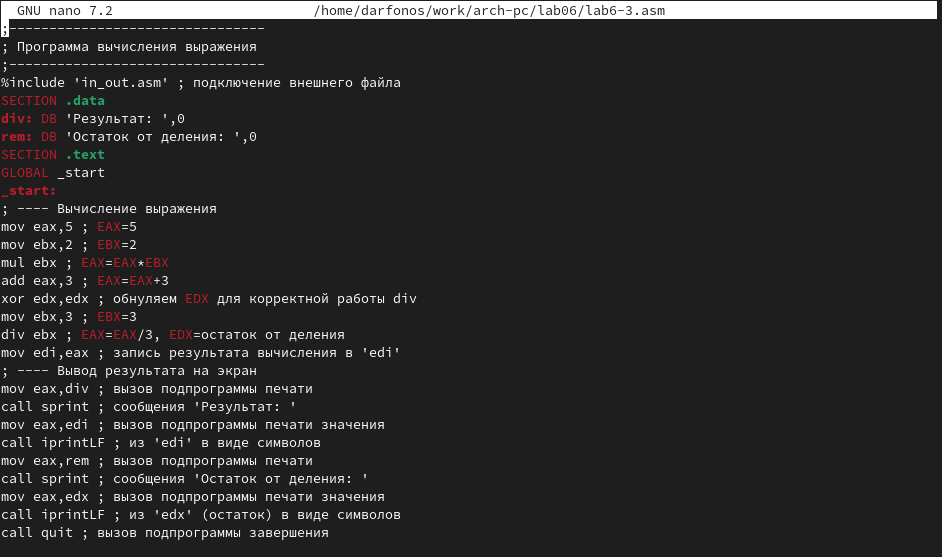 GNU nano 7.2 /home/darfonos/work/arch-pc/lab06/lab6-3.asm
;--------------------------------
; Программа вычисления выражения
;--------------------------------
%include 'in_out.asm' ; подключение внешнего файла
SECTION .data
div: DB 'Результат: ',0
rem: DB 'Остаток от деления: ',0
SECTION .text
GLOBAL _start
_start:
; ---- Вычисление выражения
mov eax,5 ; EAX=5
mov ebx,2 ; EBX=2
mul ebx ; EAX=EAX*EBX
add eax,3 ; EAX=EAX+3
xor edx,edx ; обнуляем EDX для корректной работы div
mov ebx,3 ; EBX=3
div ebx ; EAX=EAX/3, EDX=остаток от деления
mov edi,eax ; запись результата вычисления в 'edi'
; ---- Вывод результата на экран
mov eax,div ; вызов подпрограммы печати
call sprint ; сообщения 'Результат: '
mov eax,edi ; вызов подпрограммы печати значения
call iprintLF ; из 'edi' в виде символов
mov eax,rem ; вызов подпрограммы печати
call sprint ; сообщения 'Остаток от деления: '
mov eax,edx ; вызов подпрограммы печати значения
call iprintLF ; из 'edx' (остаток) в виде символов
call quit ; вызов подпрограммы завершения